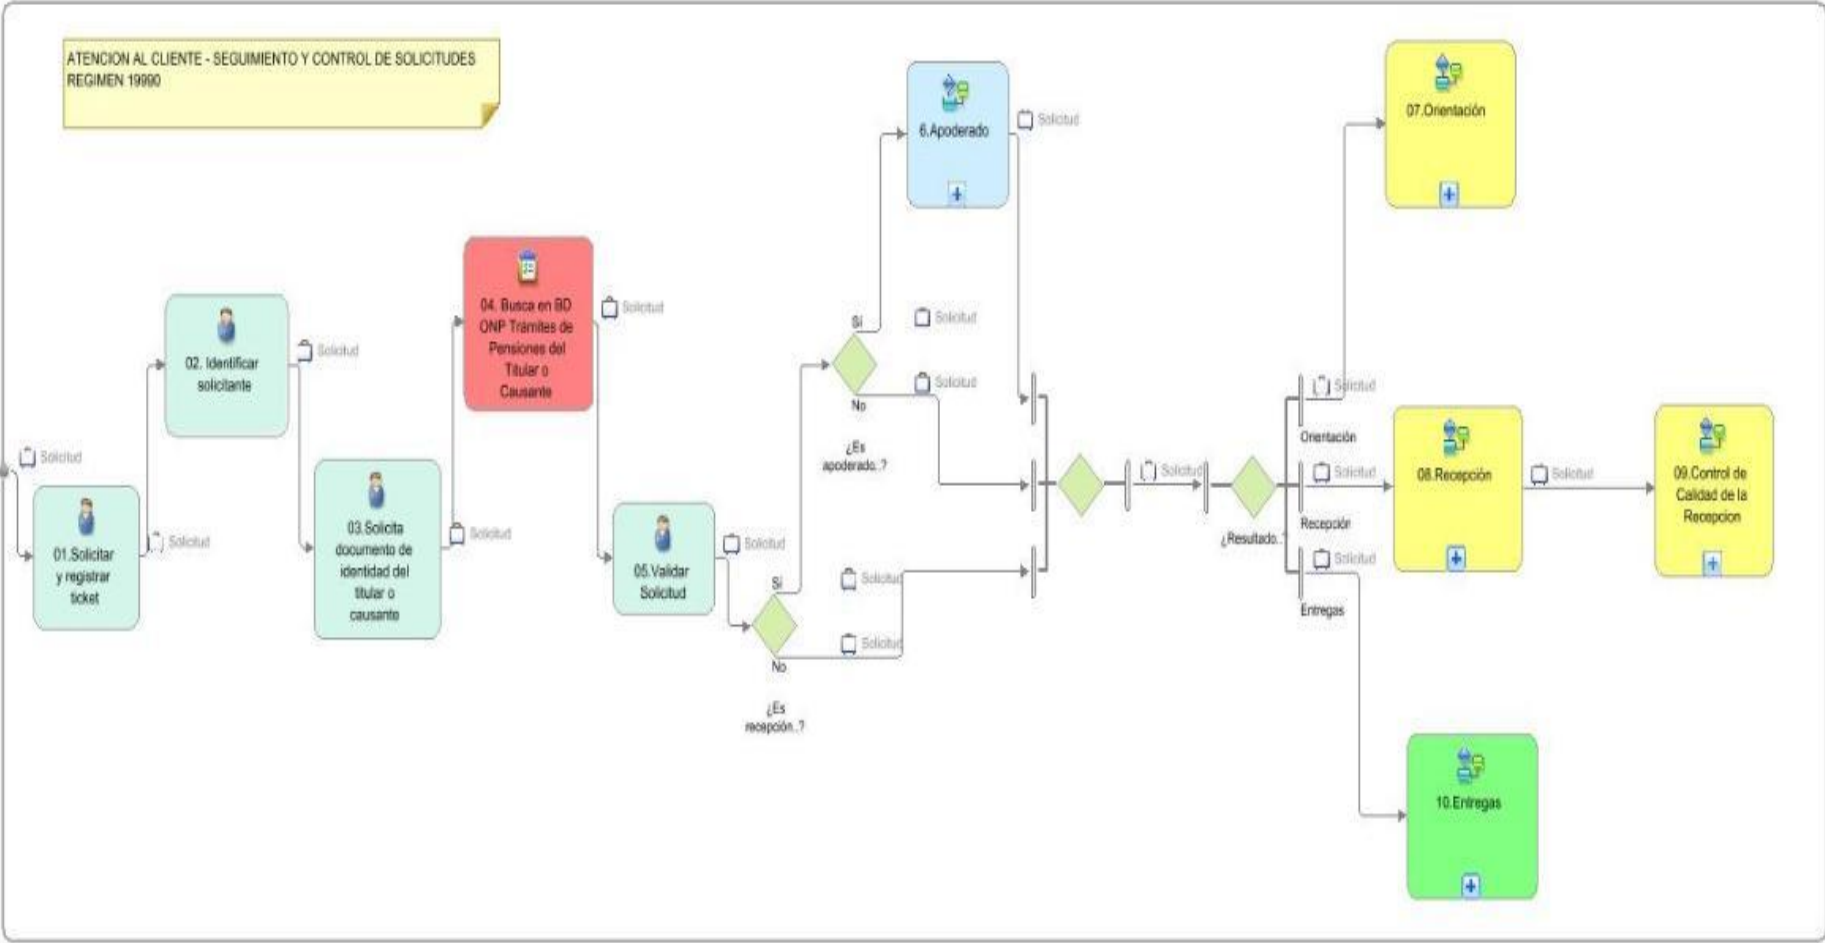 ATENCION AL CLIENTE - SEGUIMIENTO Y CONTROL DE SOLICITUDES
REGIMEN 19990
Solicitud
01.Solicitar
y registrar
ticket
Solicitud
02. Identificar
solicitante
Solicitud
03.Solicita
documento de
identidad del
titular o
causante
Solicitud
04. Busca en BD
ONP Trámites de
Pensiones del
Titular o
Causante
Solicitud
05.Validar
Solicitud
Solicitud
Si
No
¿Es
recepción..?
Solicitud
Solicitud
Si
No
¿Es
apoderado..?
Solicitud
Solicitud
6.Apoderado
Solicitud
Solicitud
¿Resultado..?
Solicitud
Orientación
Solicitud
Recepción
Solicitud
Entregas
07.Orientación
08.Recepción
Solicitud
09.Control de
Calidad de la
Recepcion
10.Entregas